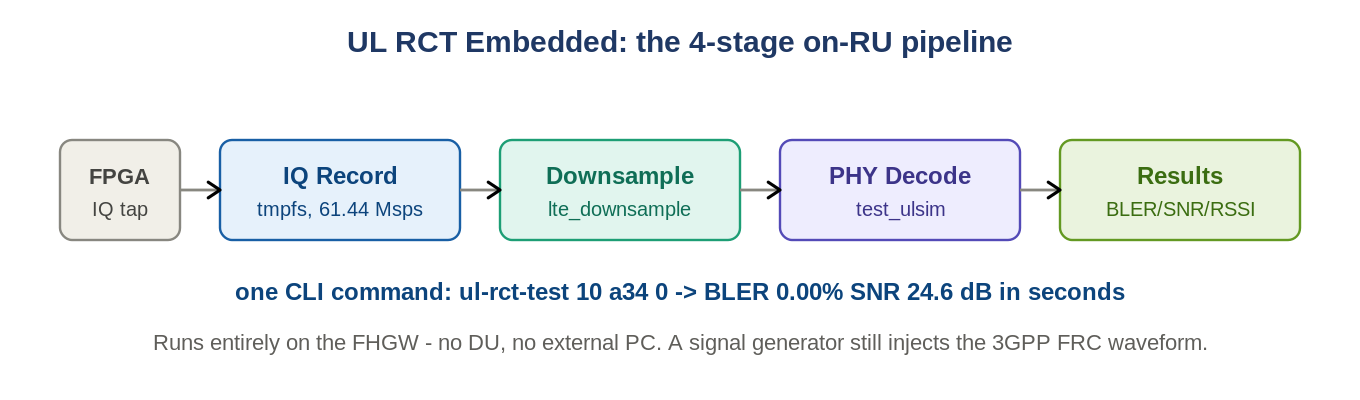 UL RCT Embedded: the 4-stage on-RU pipeline
FPGA
IQ tap
IQ Record
tmpfs, 61.44 Msps
Downsample
lte_downsample
PHY Decode
test_ulsim
Results
BLER/SNR/RSSI
one CLI command: ul-rct-test 10 a34 0 -> BLER 0.00% SNR 24.6 dB in seconds
Runs entirely on the FHGW - no DU, no external PC. A signal generator still injects the 3GPP FRC waveform.